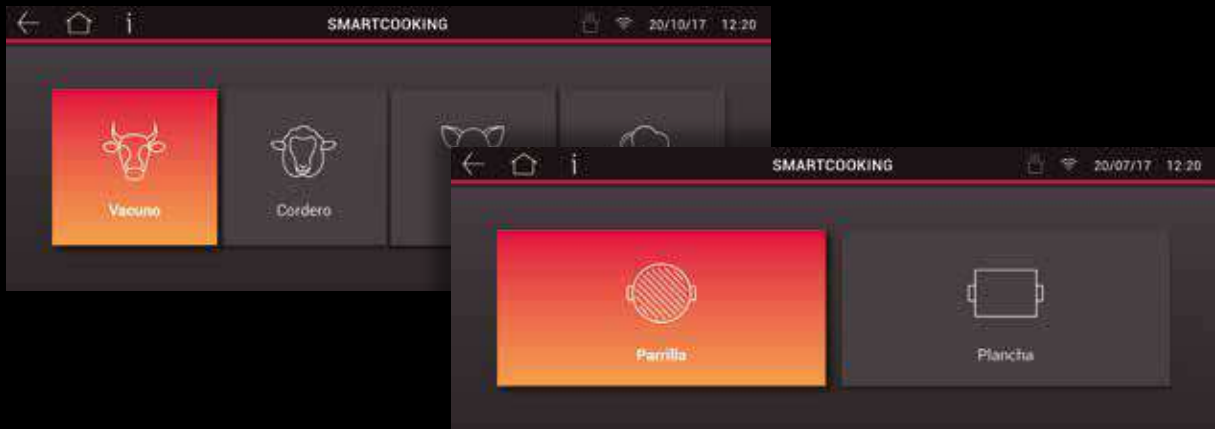 i SMARTCOOKING 20/10/17 12:20
Vacuno Cordero
i SMARTCOOKING 20/07/17 12:20
Parrilla Plancha